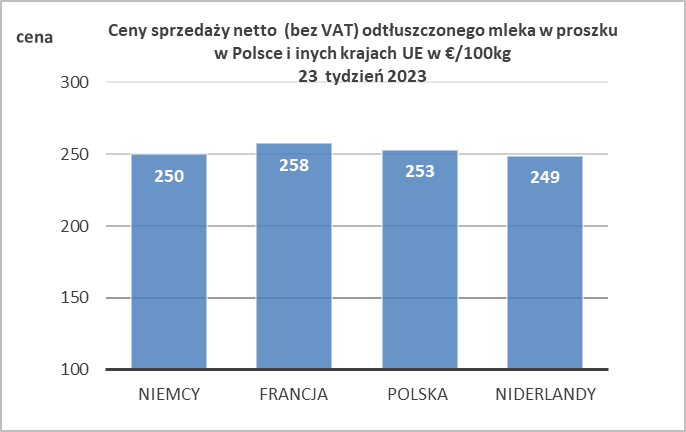 cena
Ceny sprzedaży netto  (bez VAT) odtłuszczonego mleka w proszku
w Polsce i inych krajach UE w €/100kg
23  tydzień 2023
300
250
200
150
100
250
258
253
249
NIEMCY
FRANCJA
POLSKA
NIDERLANDY